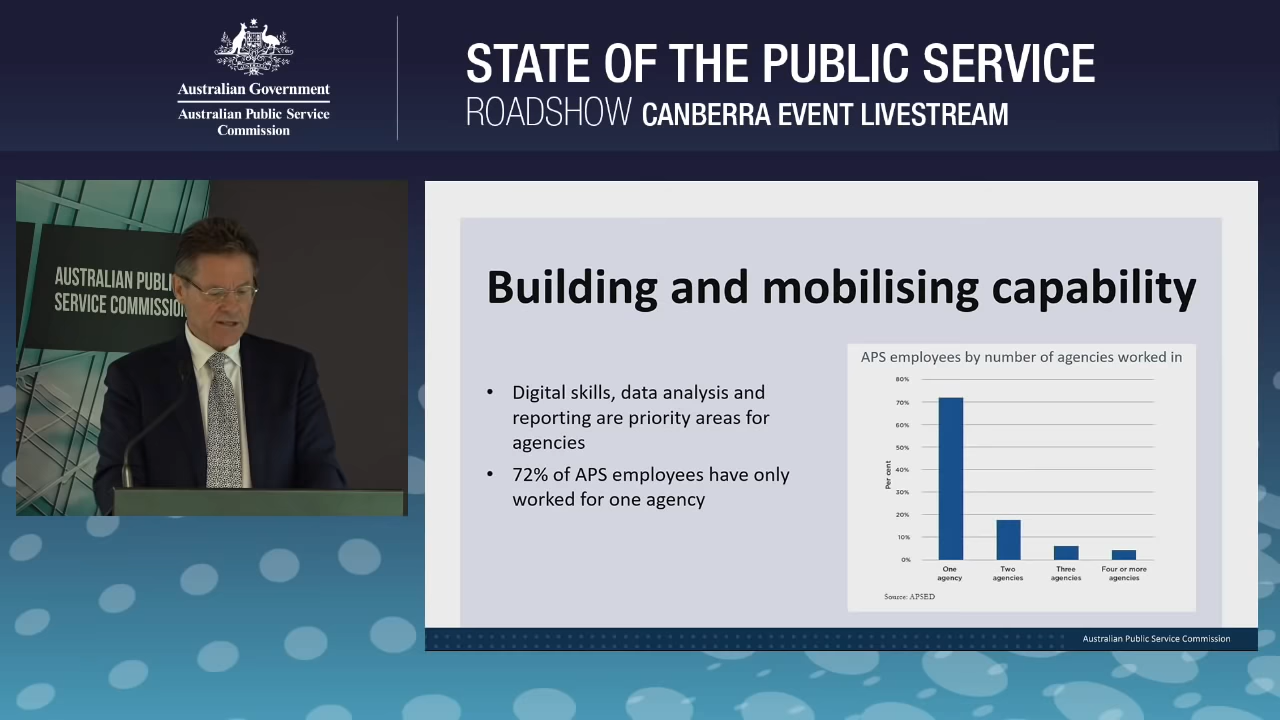 Australian Government
Australian Public Service
Commission
STATE OF THE PUBLIC SERVICE
ROADSHOW CANBERRA EVENT LIVESTREAM
AUSTRALIAN PUBLI
SERVICE COMMISSION
Building and mobilising capability
• Digital skills, data analysis and
reporting are priority areas for
agencies
• 72% of APS employees have only
worked for one agency
APS employees by number of agencies worked in
80%
70%
60%
50%
40%
30%
20%
10%
0%
Per cent
One
agency
Two
agencies
Three
agencies
Four or more
agencies
Source: APSED
Australian Public Service Commission